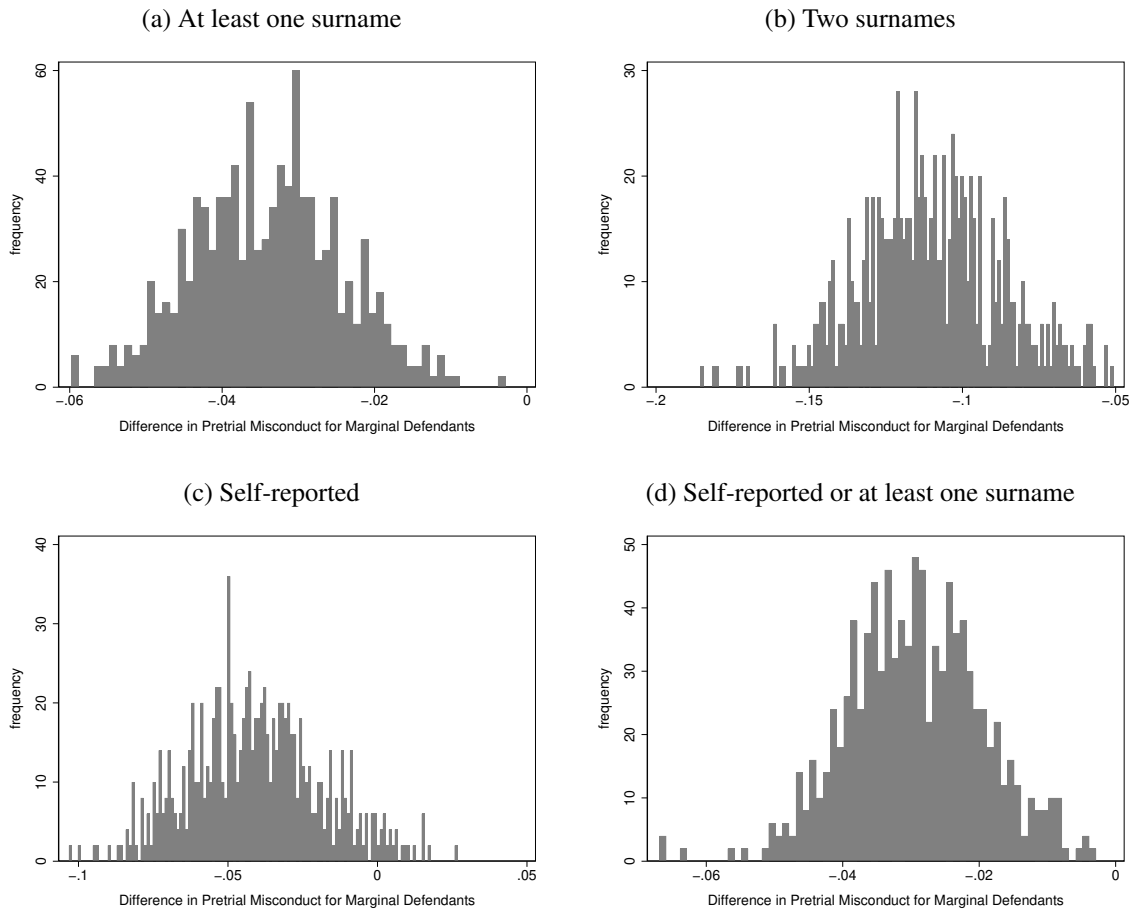 (a) At least one surname
60
40
20
0
frequency
−.06
−.04
−.02
0
Difference in Pretrial Misconduct for Marginal Defendants
(b) Two surnames
30
20
10
0
frequency
−.2
−.15
−.1
−.05
Difference in Pretrial Misconduct for Marginal Defendants
(c) Self-reported
40
30
20
10
0
frequency
−.1
−.05
0
.05
Difference in Pretrial Misconduct for Marginal Defendants
(d) Self-reported or at least one surname
50
40
30
20
10
0
frequency
−.06
−.04
−.02
0
Difference in Pretrial Misconduct for Marginal Defendants